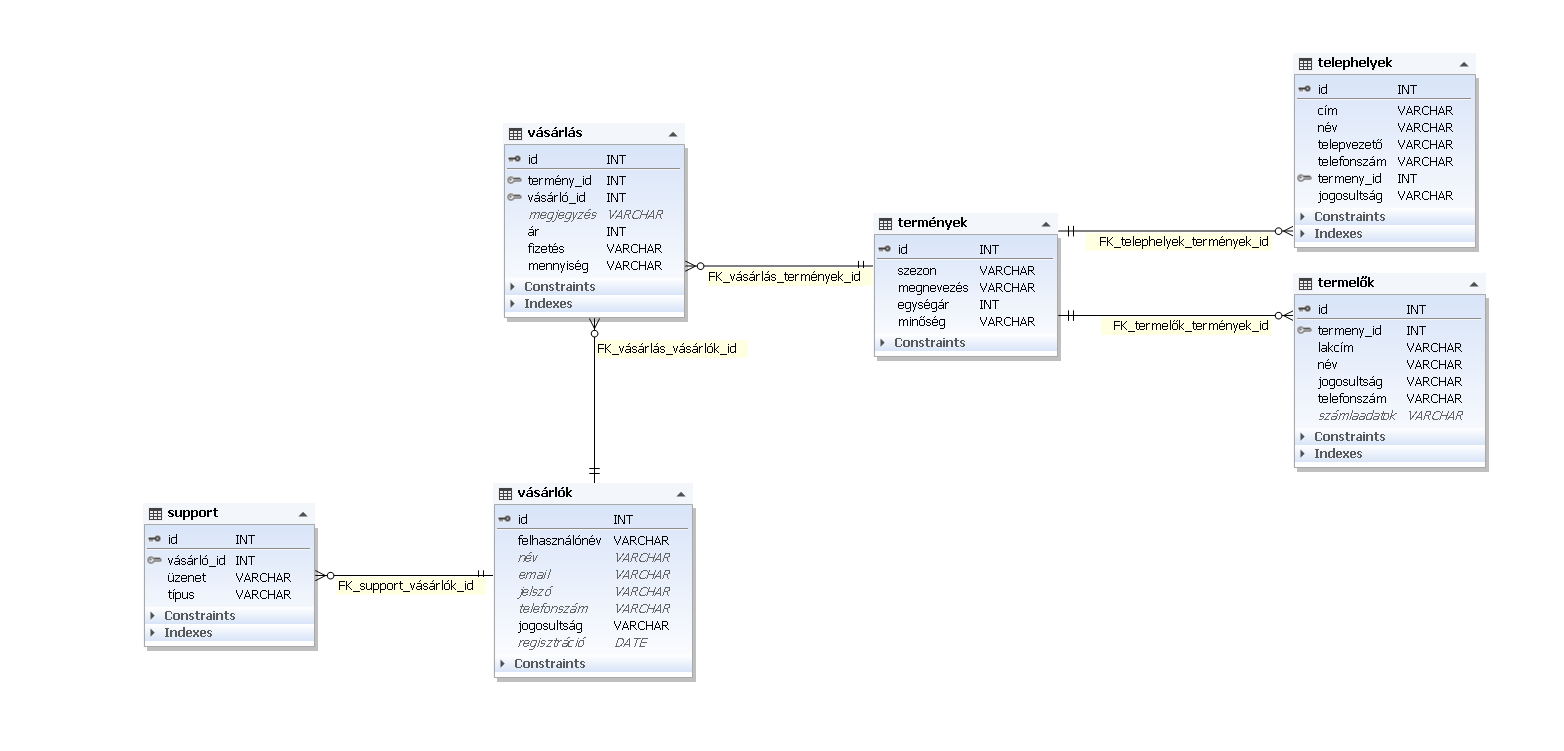 telephelyek
id INT
cím VARCHAR
név VARCHAR
telepvezető VARCHAR
telefonszám VARCHAR
termeny_id INT
jogosultság VARCHAR
Constraints
Indexes
vásárlás
id INT
termény_id INT
vásárló_id INT
megjegyzés VARCHAR
ár INT
fizetés VARCHAR
mennyiség VARCHAR
Constraints
Indexes
termények
id INT
szezon VARCHAR
megnevezés VARCHAR
egységár INT
minőség VARCHAR
Constraints
FK_telephelyek_termények_id
FK_vásárlás_termények_id
FK_termelők_termények_id
termelők
id INT
termeny_id INT
lakcím VARCHAR
név VARCHAR
jogosultság VARCHAR
telefonszám VARCHAR
számlaadatok VARCHAR
Constraints
Indexes
FK_vásárlás_vásárlók_id
vásárlók
id INT
felhasználónév VARCHAR
név VARCHAR
email VARCHAR
jelszó VARCHAR
telefonszám VARCHAR
jogosultság VARCHAR
regisztráció DATE
Constraints
support
id INT
vásárló_id INT
üzenet VARCHAR
típus VARCHAR
Constraints
Indexes
FK_support_vásárlók_id